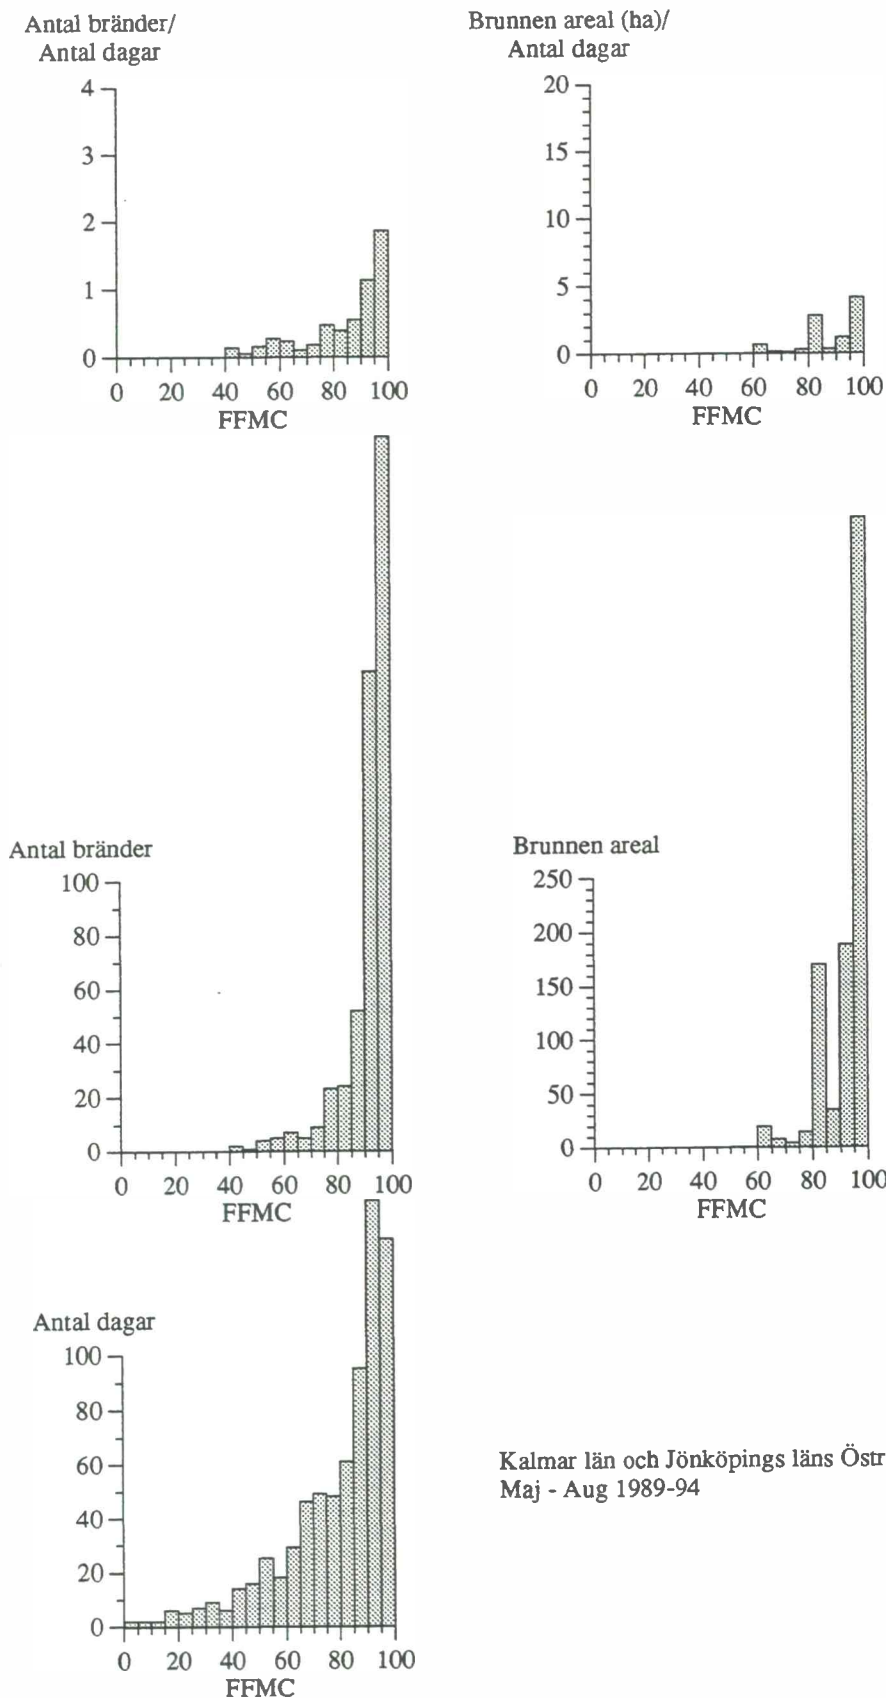 Antal bränder/
Antal dagar
4
3
2
1
0
0 20 40 60 80 100
FFMC
Brunnen areal (ha)/
Antal dagar
20
15
10
5
0
0 20 40 60 80 100
FFMC
Antal bränder
100
80
60
40
20
0
0 20 40 60 80 100
FFMC
Brunnen areal
250
200
150
100
50
0
0 20 40 60 80 100
FFMC
Antal dagar
100
80
60
40
20
0
0 20 40 60 80 100
FFMC
Kalmar län och Jönköpings läns Östr
Maj - Aug 1989-94